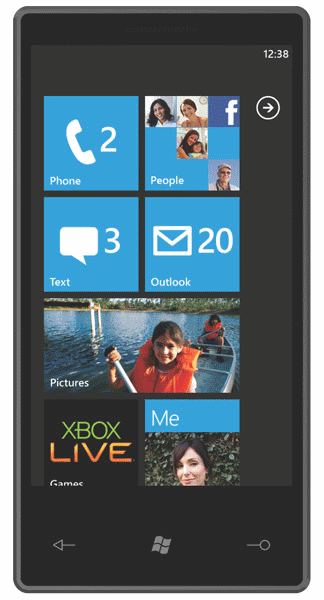 12:38
2
Phone
f
People
3
Text
20
Outlook
Pictures
XBOX
LIVE
Games
Me